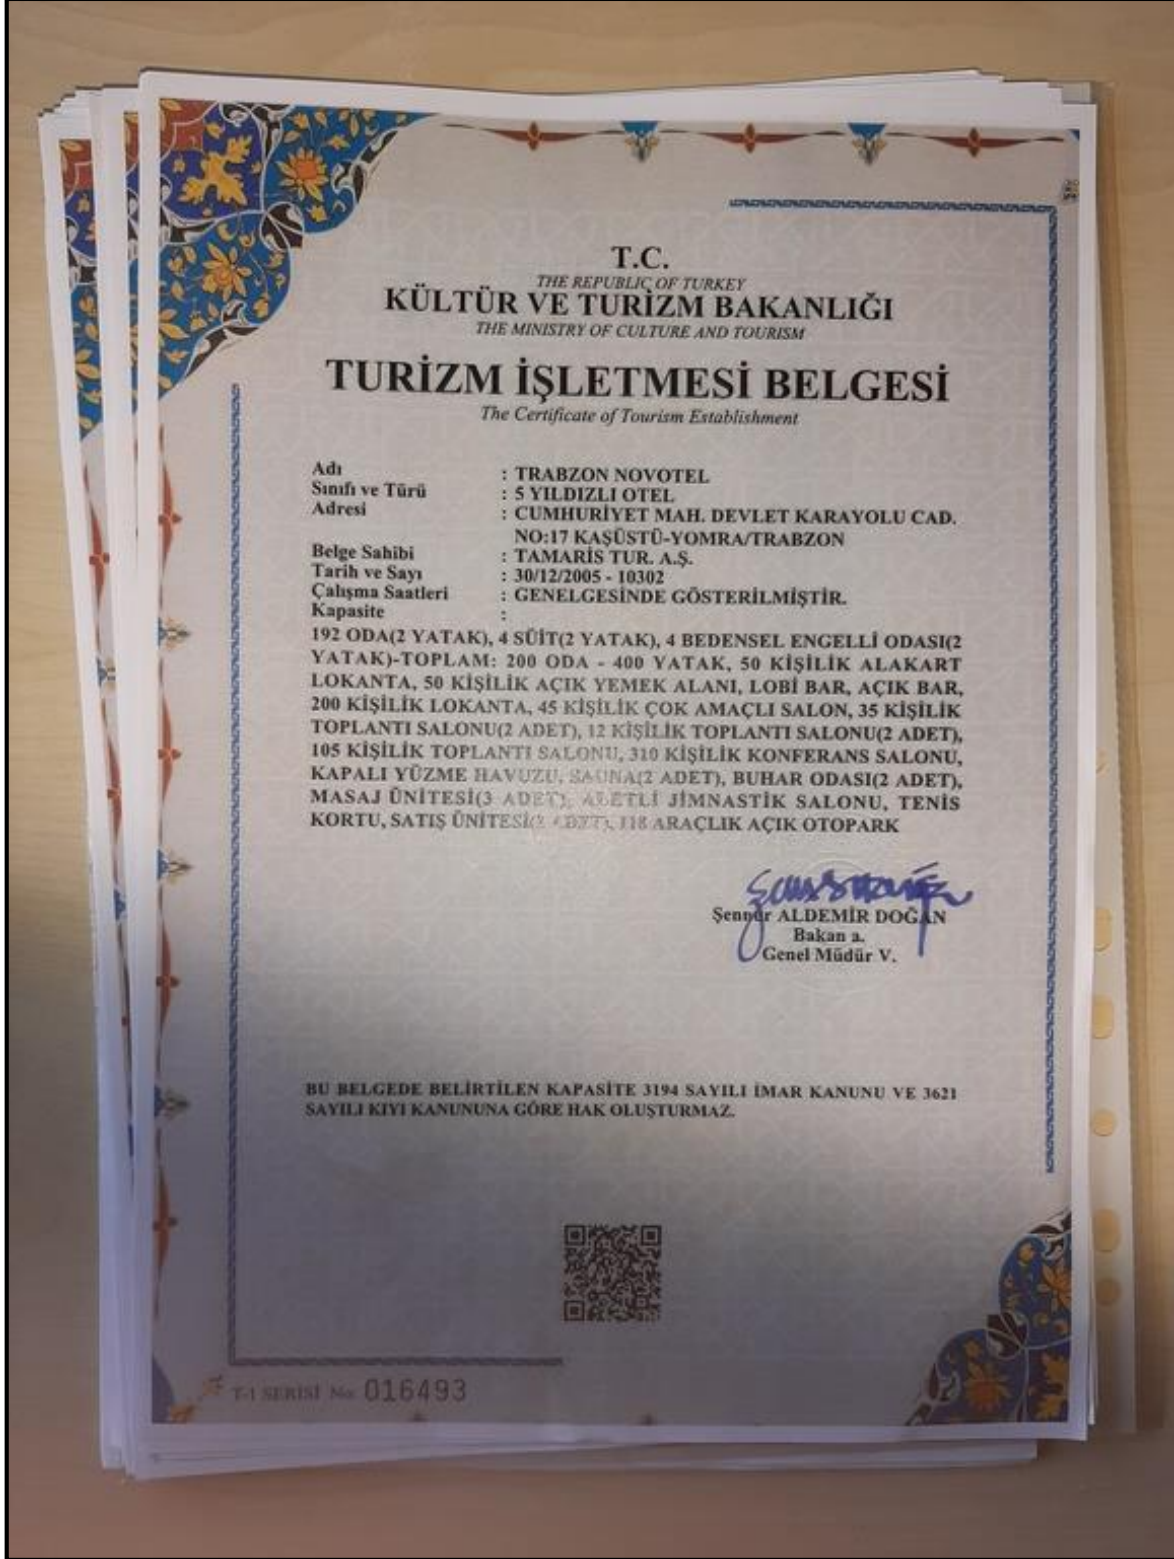 T.C.
THE REPUBLIC OF TURKEY
KÜLTÜR VE TURİZM BAKANLIĞI
THE MINISTRY OF CULTURE AND TOURISM
TURİZM İŞLETMESİ BELGESİ
The Certificate of Tourism Establishment
Adı : TRABZON NOVOTEL
Sınıfı ve Türü : 5 YILDIZLI OTEL
Adresi : CUMHURİYET MAH. DEVLET KARAYOLU CAD.
NO:17 KAŞÜSTÜ-YOMRA/TRABZON
Belge Sahibi : TAMARİS TUR. A.Ş.
Tarih ve Sayı : 30/12/2005 - 10302
Çalışma Saatleri : GENELGESİNDE GÖSTERİLMİŞTİR.
Kapasite :
192 ODA(2 YATAK), 4 SÜİT(2 YATAK), 4 BEDENSEL ENGELLİ ODASI(2
YATAK)-TOPLAM: 200 ODA - 400 YATAK, 50 KİŞİLİK ALAKART
LOKANTA, 50 KİŞİLİK AÇIK YEMEK ALANI, LOBİ BAR, AÇIK BAR,
200 KİŞİLİK LOKANTA, 45 KİŞİLİK ÇOK AMAÇLI SALON, 35 KİŞİLİK
TOPLANTI SALONU(2 ADET), 12 KİŞİLİK TOPLANTI SALONU(2 ADET),
105 KİŞİLİK TOPLANTI SALONU, 310 KİŞİLİK KONFERANS SALONU,
KAPALI YÜZME HAVUZU, SAUNA(2 ADET), BUHAR ODASI(2 ADET),
MASAJ ÜNİTESİ(3 ADET), ALETLİ JİMNASTİK SALONU, TENİS
KORTU, SATIŞ ÜNİTESİ( ADET), 118 ARAÇLIK AÇIK OTOPARK
Şennur ALDEMİR DOĞAN
Bakan a.
Genel Müdür V.
BU BELGEDE BELİRTİLEN KAPASİTE 3194 SAYILI İMAR KANUNU VE 3621
SAYILI KIYI KANUNUNA GÖRE HAK OLUŞTURMAZ.
T-1 SERİSİ No: 016493